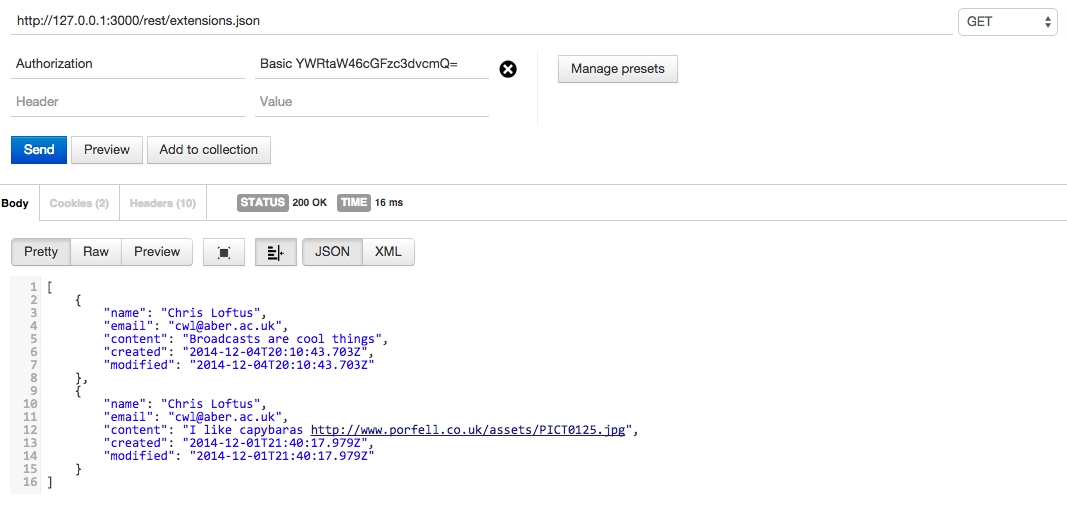 http://127.0.0.1:3000/rest/extensions.json GET
Authorization Basic YWRtaW46cGFzc3dvcmQ= Manage presets
Header Value
Send Preview Add to collection
Body Cookies (2) Headers (10) STATUS 200 OK TIME 16 ms
Pretty Raw Preview JSON XML
1 [
2 {
3 "name": "Chris Loftus",
4 "email": "cwl@aber.ac.uk",
5 "content": "Broadcasts are cool things",
6 "created": "2014-12-04T20:10:43.703Z",
7 "modified": "2014-12-04T20:10:43.703Z"
8 },
9 {
10 "name": "Chris Loftus",
11 "email": "cwl@aber.ac.uk",
12 "content": "I like capybaras http://www.porfell.co.uk/assets/PICT0125.jpg",
13 "created": "2014-12-01T21:40:17.979Z",
14 "modified": "2014-12-01T21:40:17.979Z"
15 }
16 ]